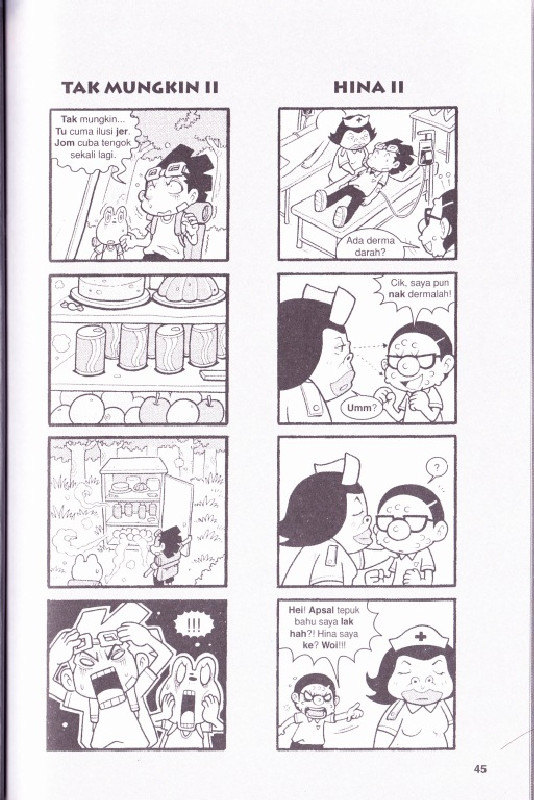 TAK MUNGKIN II
Tak mungkin...
Tu cuma ilusi jer.
Jom cuba tengok
sekali lagi.
!!!
HINA II
Ada derma
darah?
Cik, saya pun
nak dermalah!
Umm?
?
Hei! Apsal tepuk
bahu saya lak
hah?! Hina saya
ke? Woi!!!
45